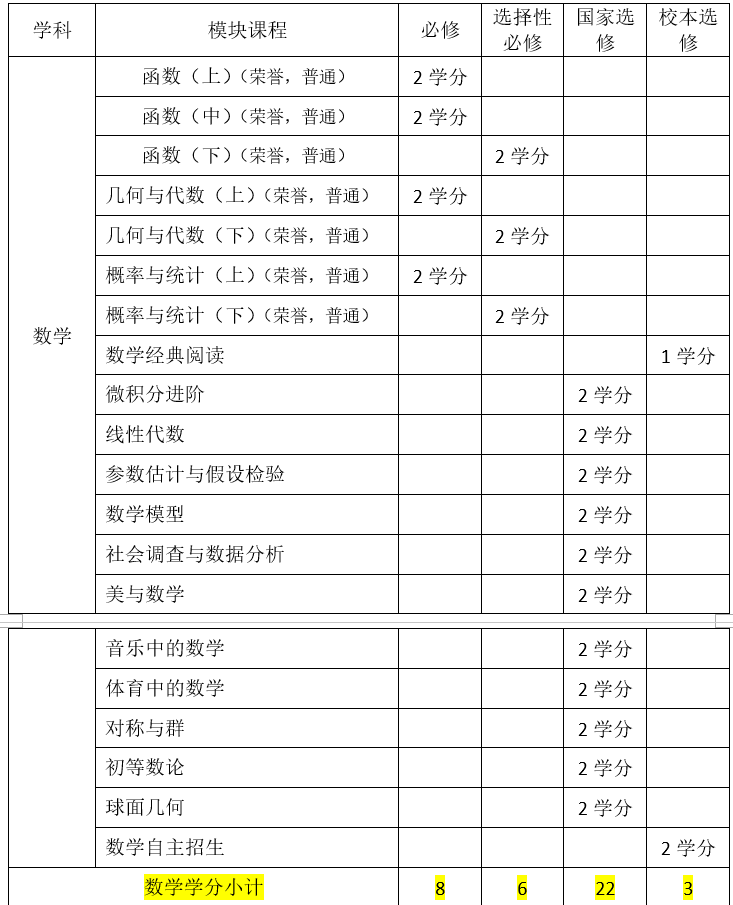 学科 模块课程 必修 选择性必修 国家选修 校本选修
数学
函数（上）（荣誉，普通） 2 学分
函数（中）（荣誉，普通） 2 学分
函数（下）（荣誉，普通） 2 学分
几何与代数（上）（荣誉，普通） 2 学分
几何与代数（下）（荣誉，普通） 2 学分
概率与统计（上）（荣誉，普通） 2 学分
概率与统计（下）（荣誉，普通） 2 学分
数学经典阅读 1 学分
微积分进阶 2 学分
线性代数 2 学分
参数估计与假设检验 2 学分
数学模型 2 学分
社会调查与数据分析 2 学分
美与数学 2 学分
音乐中的数学 2 学分
体育中的数学 2 学分
对称与群 2 学分
初等数论 2 学分
球面几何 2 学分
数学自主招生 2 学分
数学学分小计 8 6 22 3